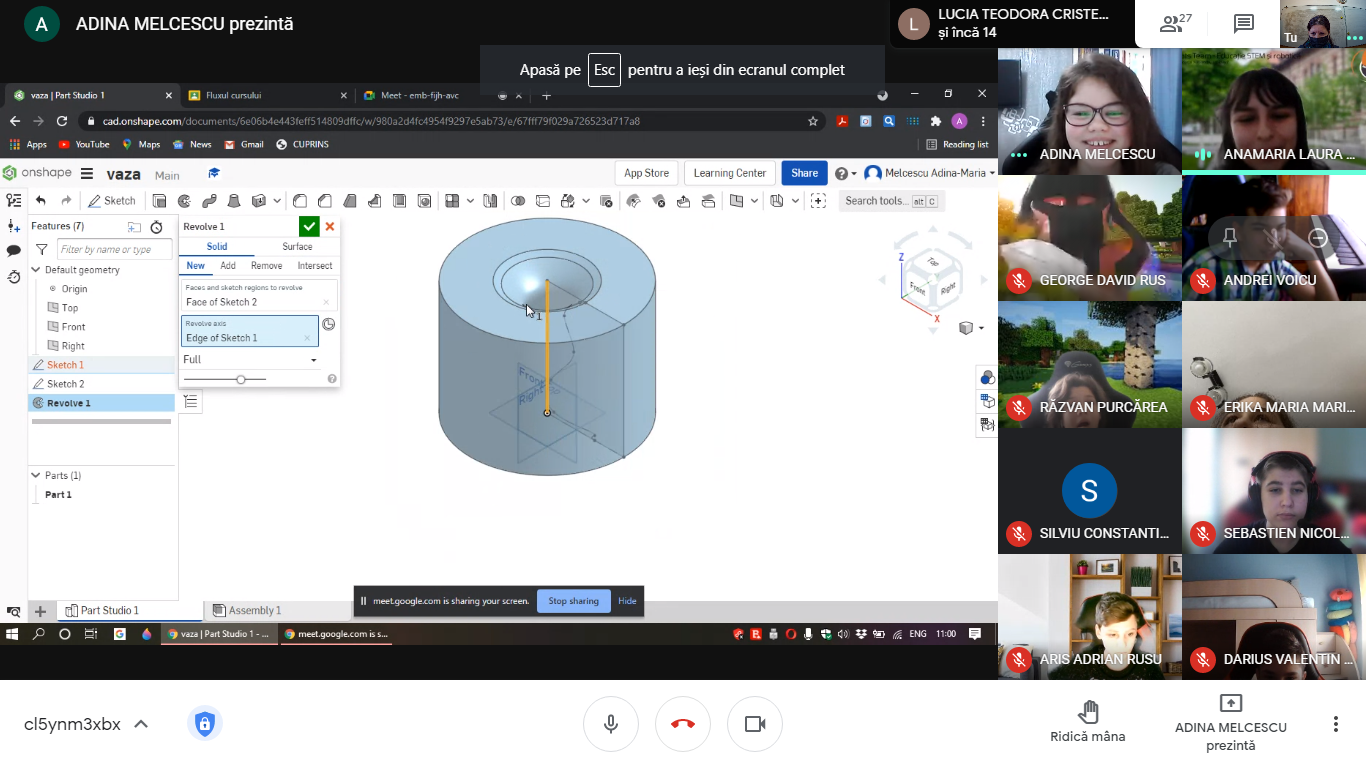 A ADINA MELCESCU prezintă
L LUCIA TEODORA CRISTE...
și încă 14
27
Tu
Apasă pe Esc pentru a ieși din ecranul complet
vaza | Part Studio 1
Fluxul cursului
Meet - emb-fijh-avc
cad.onshape.com/documents/6e06b4e443feff514809dffc/w/980a2d4fc4954f9297e5ab73/e/67fff79f029a726523d717a8
A
Apps YouTube Maps News Gmail CUPRINS Reading list
onshape vaza Main
App Store Learning Center Share Melcescu Adina-Maria
Sketch
Search tools... alt C
Features (7)
Filter by name or type
Default geometry
Origin
Top
Front
Right
Sketch 1
Sketch 2
Revolve 1
Parts (1)
Part 1
Revolve 1
Solid Surface
New Add Remove Intersect
Faces and sketch regions to revolve
Face of Sketch 2
Revolve axis
Edge of Sketch 1
Full
1
Front
Right
Z
Top
Front
Right
X
Part Studio 1 Assembly 1
meet.google.com is sharing your screen. Stop sharing Hide
vaza | Part Studio 1 - ...
meet.google.com is s...
ENG 11:00
ADINA MELCESCU
ANAMARIA LAURA ...
GEORGE DAVID RUS
ANDREI VOICU
RĂZVAN PURCĂREA
ERIKA MARIA MARI...
S
SILVIU CONSTANTI...
SEBASTIEN NICOL...
ARIS ADRIAN RUSU
DARIUS VALENTIN ...
cl5ynm3xbx
Ridică mâna
ADINA MELCESCU
prezintă